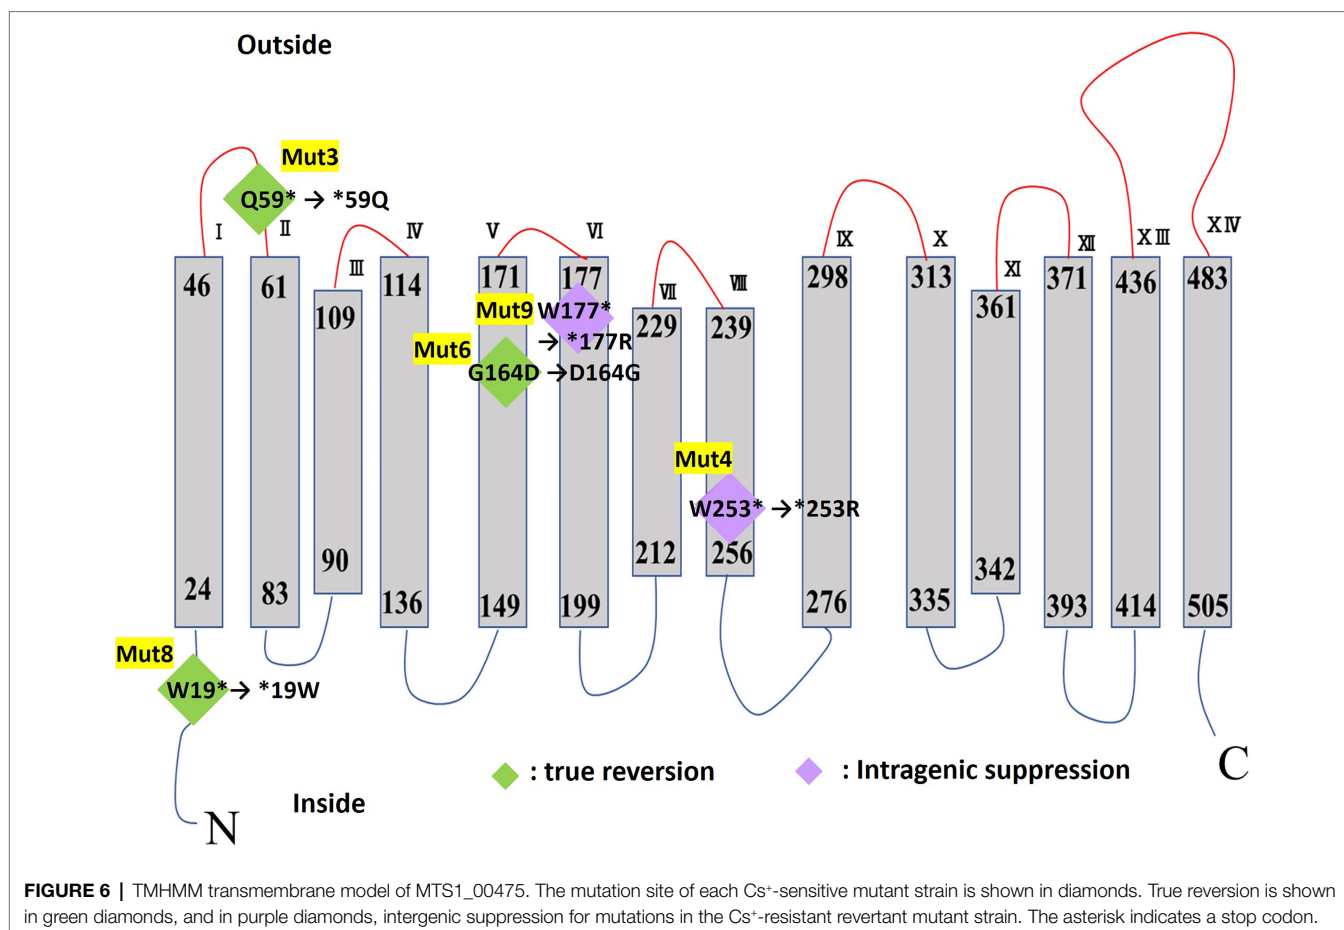 Outside
Mut3
Q59* → *59Q
I II III IV V VI VII VIII IX X XI XII XIII XIV
46 61 109 114 171 177 229 239 298 313 361 371 436 483
Mut9 W177*
→ *177R
Mut6
G164D → D164G
Mut4
W253* → *253R
24 83 90 136 149 199 212 256 276 335 342 393 414 505
Mut8
W19* → *19W
C
: true reversion : Intragenic suppression
Inside
N
FIGURE 6 | TMHMM transmembrane model of MTS1_00475. The mutation site of each Cs⁺-sensitive mutant strain is shown in diamonds. True reversion is shown
in green diamonds, and in purple diamonds, intergenic suppression for mutations in the Cs⁺-resistant revertant mutant strain. The asterisk indicates a stop codon.